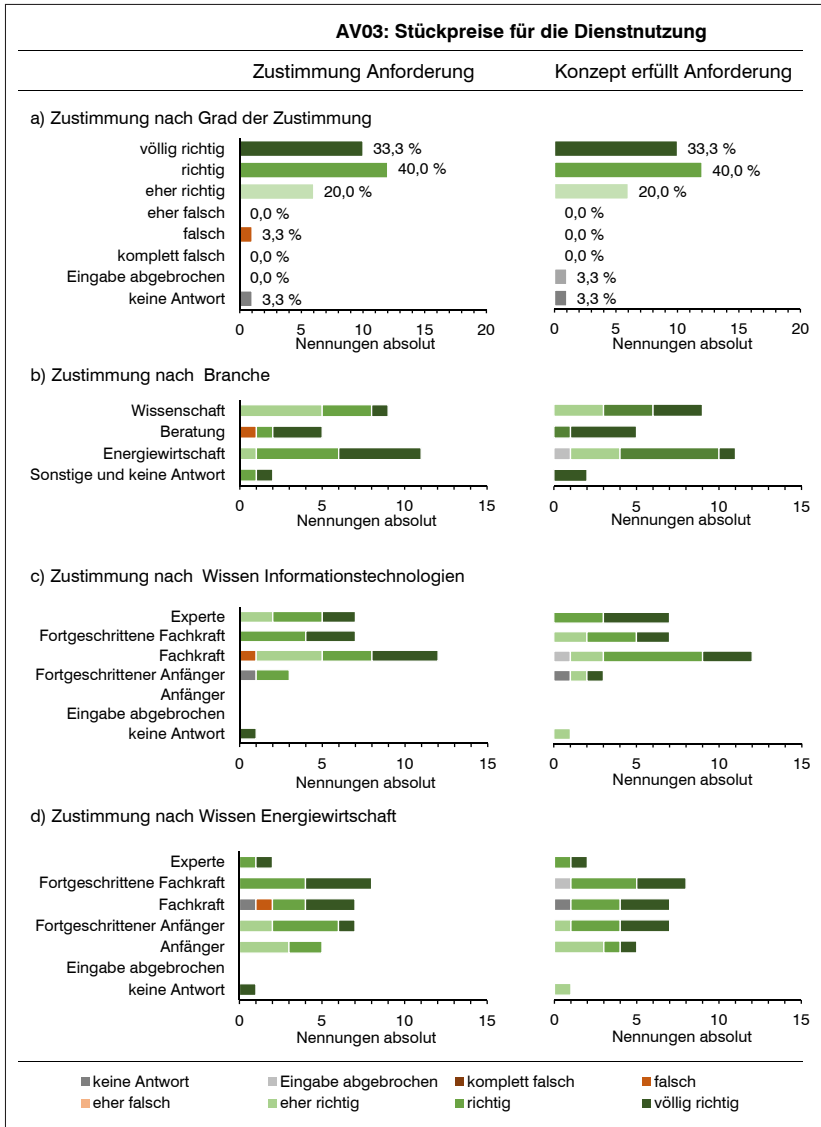 AV03: Stückpreise für die Dienstnutzung
Zustimmung Anforderung Konzept erfüllt Anforderung
a) Zustimmung nach Grad der Zustimmung
völlig richtig 33,3 % 33,3 %
richtig 40,0 % 40,0 %
eher richtig 20,0 % 20,0 %
eher falsch 0,0 % 0,0 %
falsch 3,3 % 0,0 %
komplett falsch 0,0 % 0,0 %
Eingabe abgebrochen 0,0 % 3,3 %
keine Antwort 3,3 % 3,3 %
0 5 10 15 20 0 5 10 15 20
Nennungen absolut Nennungen absolut
b) Zustimmung nach Branche
Wissenschaft
Beratung
Energiewirtschaft
Sonstige und keine Antwort
0 5 10 15 0 5 10 15
Nennungen absolut Nennungen absolut
c) Zustimmung nach Wissen Informationstechnologien
Experte
Fortgeschrittene Fachkraft
Fachkraft
Fortgeschrittener Anfänger
Anfänger
Eingabe abgebrochen
keine Antwort
0 5 10 15 0 5 10 15
Nennungen absolut Nennungen absolut
d) Zustimmung nach Wissen Energiewirtschaft
Experte
Fortgeschrittene Fachkraft
Fachkraft
Fortgeschrittener Anfänger
Anfänger
Eingabe abgebrochen
keine Antwort
0 5 10 15 0 5 10 15
Nennungen absolut Nennungen absolut
keine Antwort Eingabe abgebrochen komplett falsch falsch
eher falsch eher richtig richtig völlig richtig